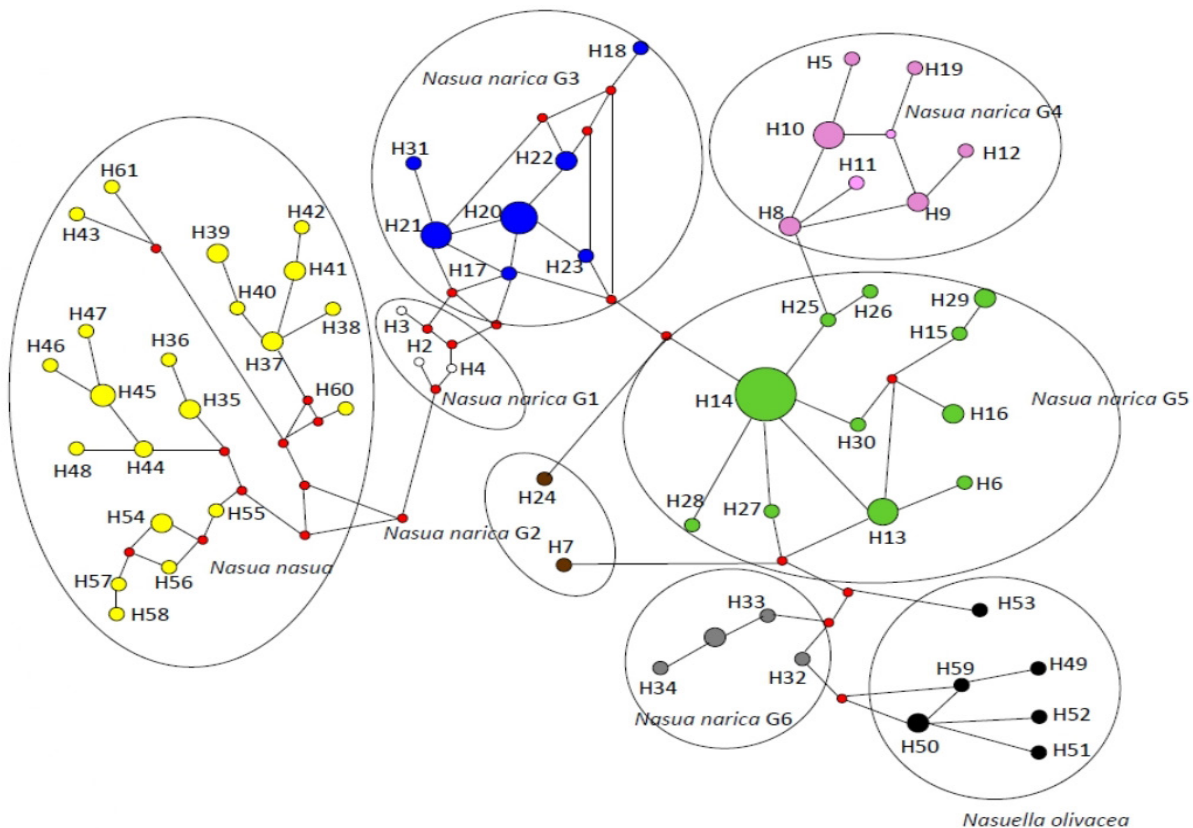 H18
Nasua narica G3
H5
H19
Nasua narica G4
H10
H31
H22
H11
H12
H61
H20
H21
H8
H9
H43
H42
H39
H41
H17
H23
H40
H25
H26
H29
H47
H38
H3
H15
H46
H36
H37
H2
H4
H45
H35
H60
Nasua narica G1
H14
Nasua narica G5
H30
H16
H48
H44
H24
H28
H27
H6
H54
H55
Nasua narica G2
H13
H7
H57
H56
Nasua nasua
H58
H33
H53
H34
H32
H59
H49
Nasua narica G6
H52
H50
H51
Nasuella olivacea